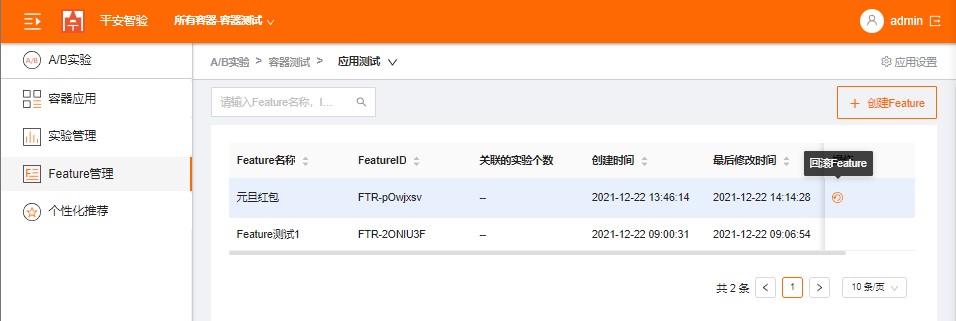 平安智验 所有容器-容器测试 admin
A/B A/B实验
容器应用
实验管理
Feature管理
个性化推荐
A/B实验 > 容器测试 > 应用测试 应用设置
请输入Feature名称, I...
+ 创建Feature
Feature名称 FeatureID 关联的实验个数 创建时间 最后修改时间
回滚Feature
元旦红包 FTR-pOwjxsv -- 2021-12-22 13:46:14 2021-12-22 14:14:28
Feature测试1 FTR-2ONIU3F -- 2021-12-22 09:00:31 2021-12-22 09:06:54
共 2 条 < 1 > 10 条/页